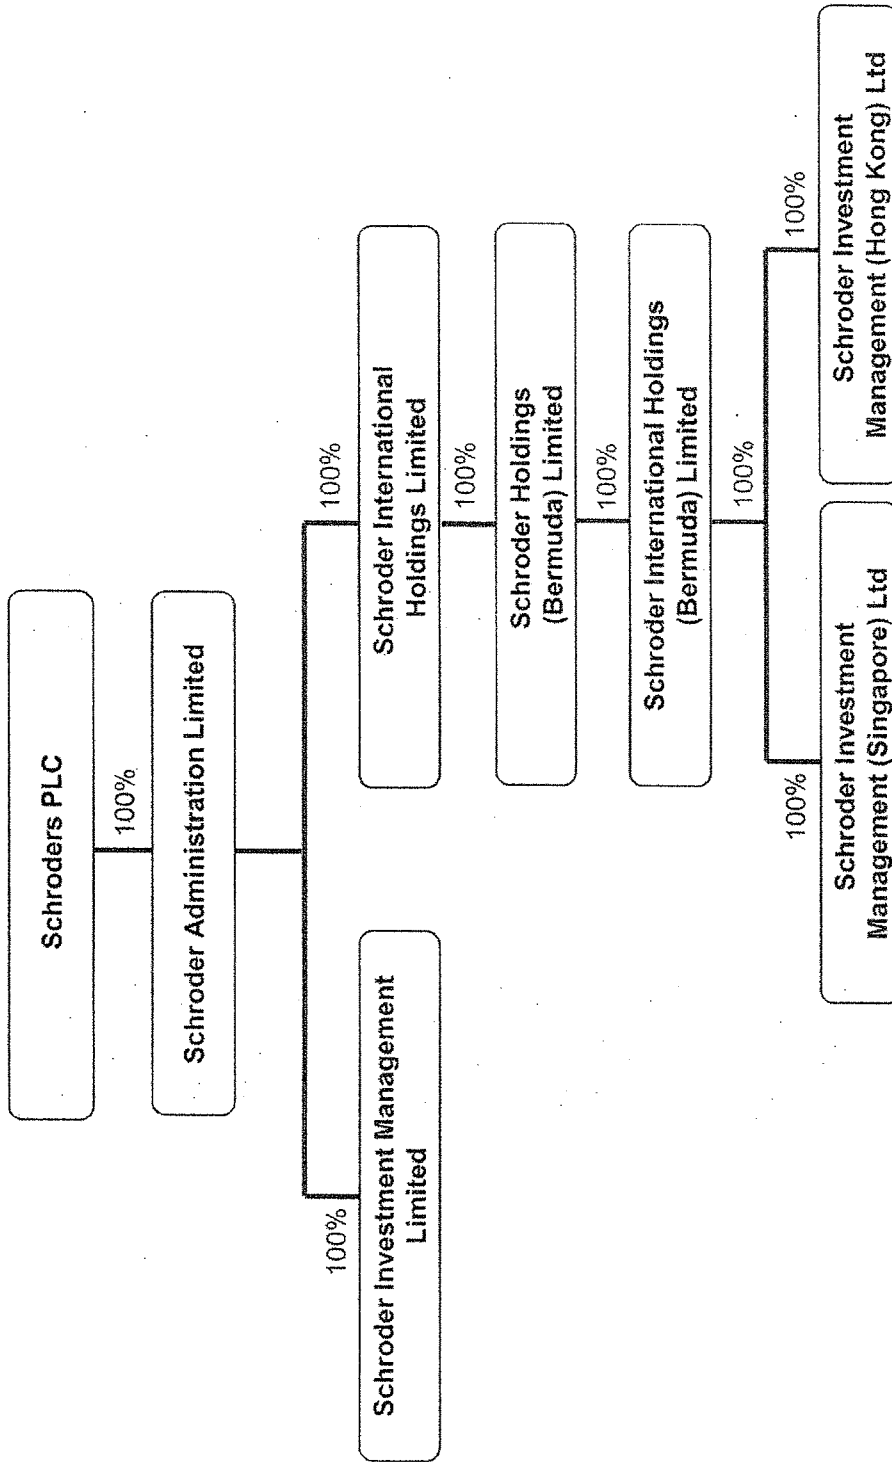 Schroders PLC
100%
Schroder Administration Limited
100%
Schroder Investment Management
Limited
100%
Schroder International
Holdings Limited
100%
Schroder Holdings
(Bermuda) Limited
100%
Schroder International Holdings
(Bermuda) Limited
100%
100%
Schroder Investment
Management (Singapore) Ltd
100%
Schroder Investment
Management (Hong Kong) Ltd